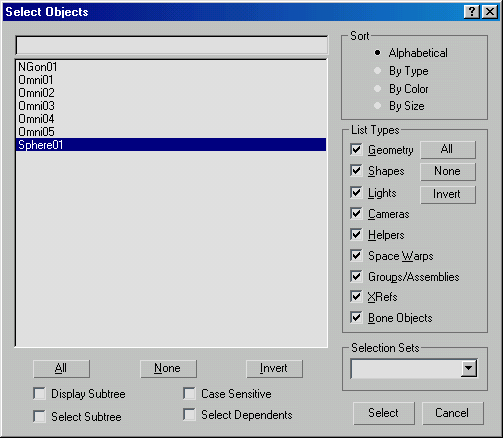 Select Objects
Sort
Alphabetical
By Type
By Color
By Size
NGon01
Omni01
Omni02
Omni03
Omni04
Omni05
Sphere01
List Types
Geometry
All
Shapes
None
Lights
Invert
Cameras
Helpers
Space Warps
Groups/Assemblies
XRefs
Bone Objects
Selection Sets
All
None
Invert
Display Subtree
Case Sensitive
Select Subtree
Select Dependents
Select
Cancel